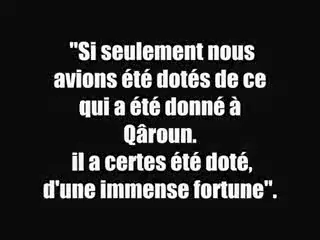 "Si seulement nous
avions été dotés de ce
qui a été donné à
Qâroun.
il a certes été doté,
d'une immense fortune".